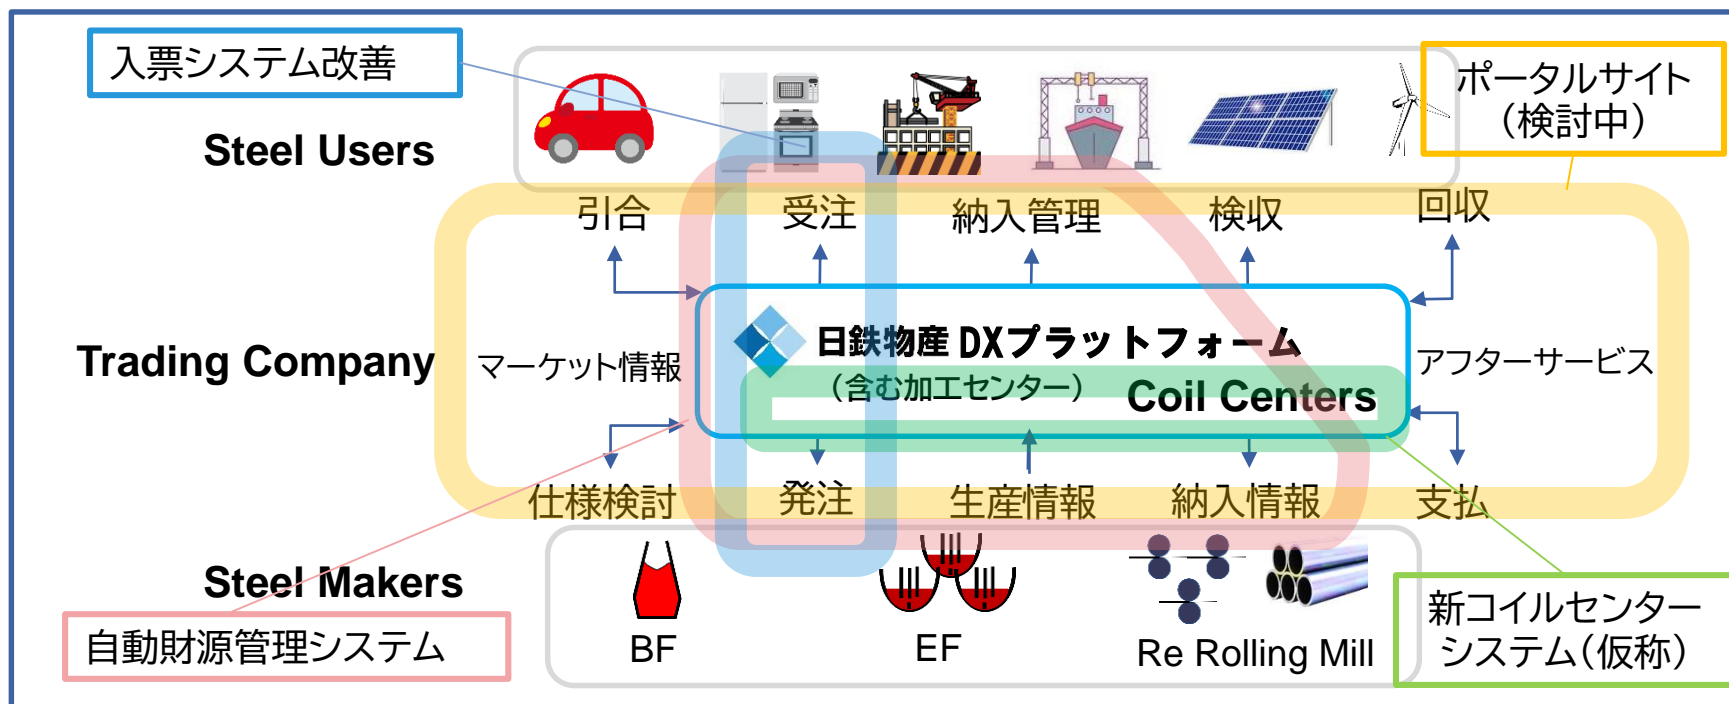 入票システム改善
ポータルサイト
（検討中）
Steel Users
引合
受注
納入管理
検収
回収
Trading Company
マーケット情報
日鉄物産 DXプラットフォーム
（含む加工センター）
Coil Centers
アフターサービス
仕様検討
発注
生産情報
納入情報
支払
Steel Makers
BF
EF
Re Rolling Mill
自動財源管理システム
新コイルセンター
システム（仮称）